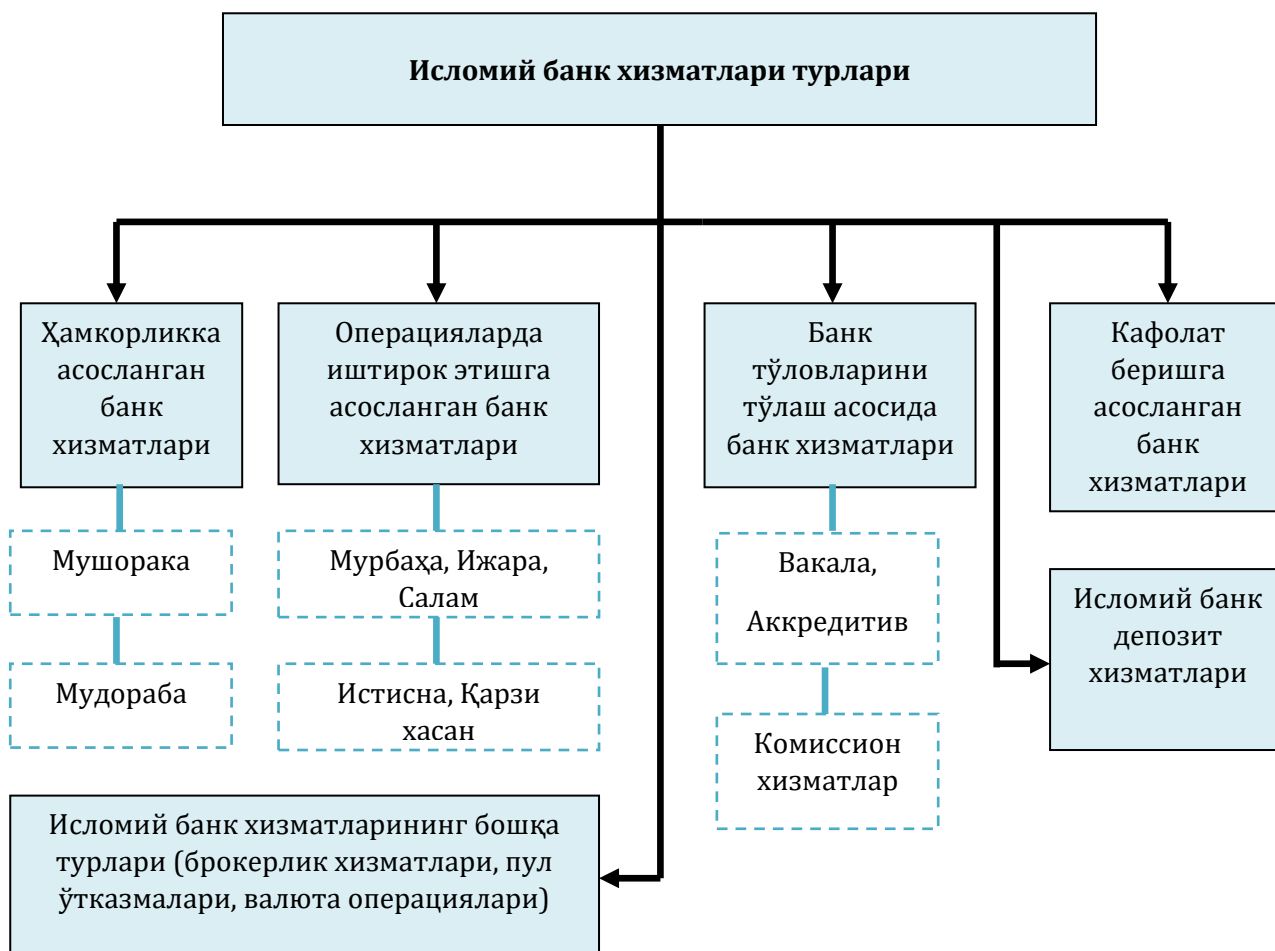 Исломий банк хизматлари турлари
Ҳамкорликка
асосланган
банк
хизматлари
Операцияларда
иштирок этишга
асосланган банк
хизматлари
Банк
тўловларини
тўлаш асосида
банк хизматлари
Кафолат
беришга
асосланган
банк
хизматлари
Мушорака
Мудораба
Мурбаҳа, Ижара,
Салам
Истисна, Қарзи
хасан
Вакала,
Аккредитив
Комиссион
хизматлар
Исломий банк
депозит
хизматлари
Исломий банк хизматларининг бошқа
турлари (брокерлик хизматлари, пул
ўтказмалари, валюта операциялари)